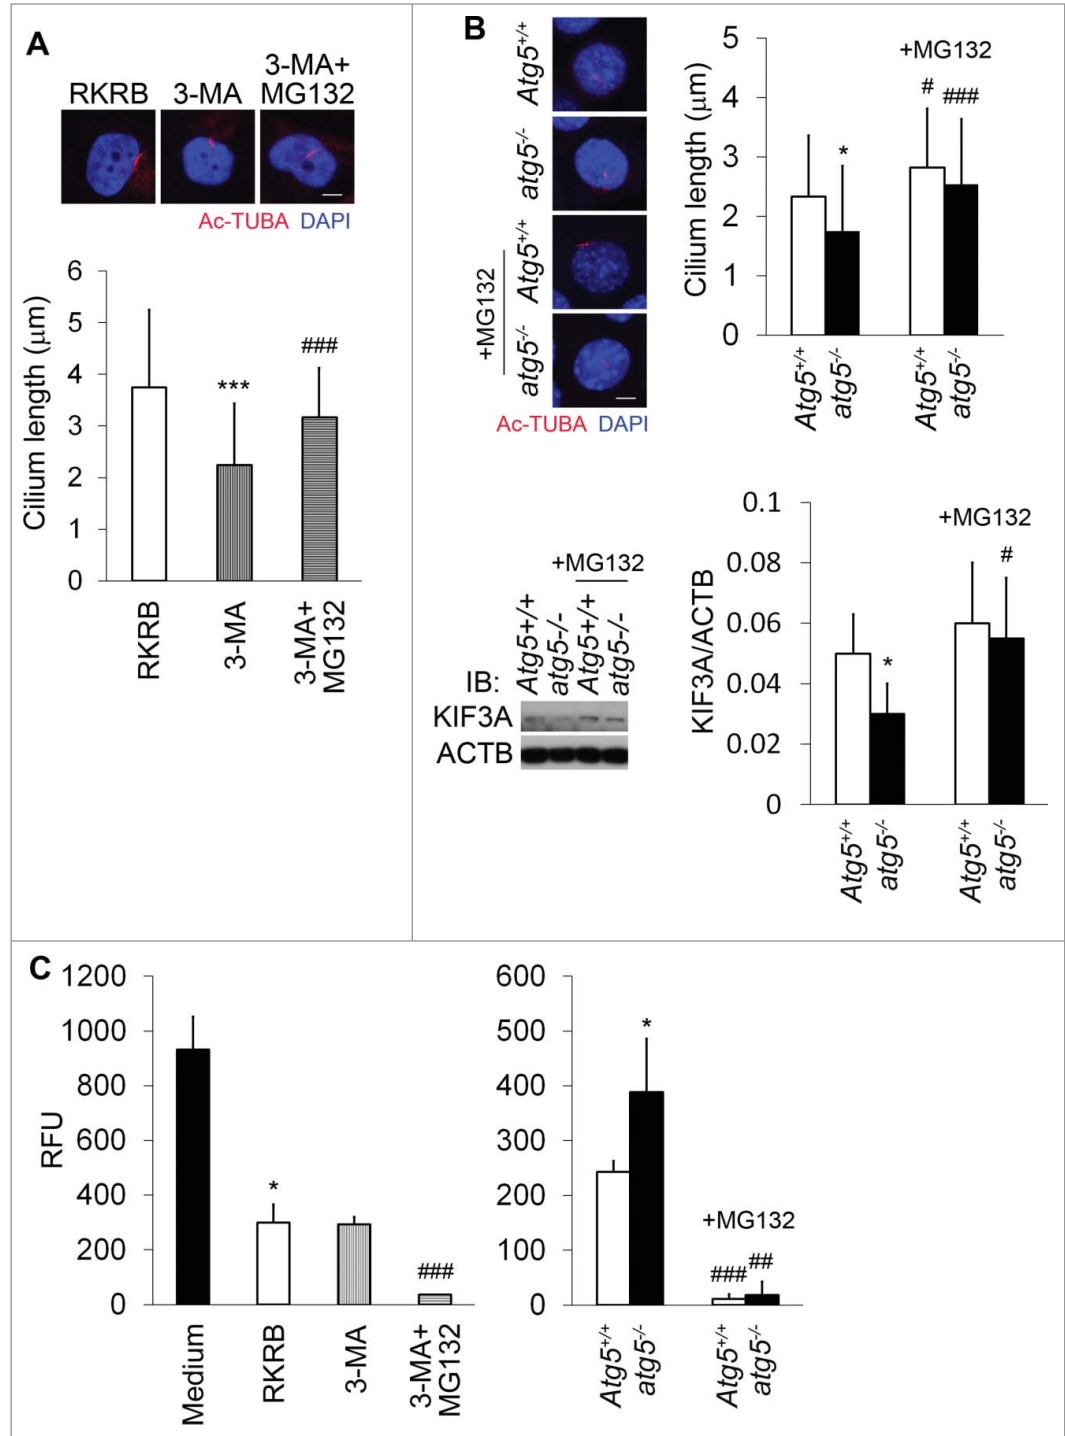 A
RKRB 3-MA 3-MA+
MG132
Ac-TUBA DAPI
Cilium length (μm)
6
5
4
3
2
1
0
***
###
RKRB
3-MA
3-MA+
MG132
B
Atg5+/+
atg5-/-
+MG132
Atg5+/+
atg5-/-
Ac-TUBA DAPI
Cilium length (μm)
5
4
3
2
1
0
+MG132
*
#
###
Atg5+/+
atg5-/-
Atg5+/+
atg5-/-
+MG132
IB:
Atg5+/+
atg5-/-
Atg5+/+
atg5-/-
KIF3A
ACTB
KIF3A/ACTB
0.1
0.08
0.06
0.04
0.02
0
+MG132
*
#
Atg5+/+
atg5-/-
Atg5+/+
atg5-/-
C
RFU
1200
1000
800
600
400
200
0
*
###
Medium
RKRB
3-MA
3-MA+
MG132
600
500
400
300
200
100
0
*
+MG132
###
##
Atg5+/+
atg5-/-
Atg5+/+
atg5-/-